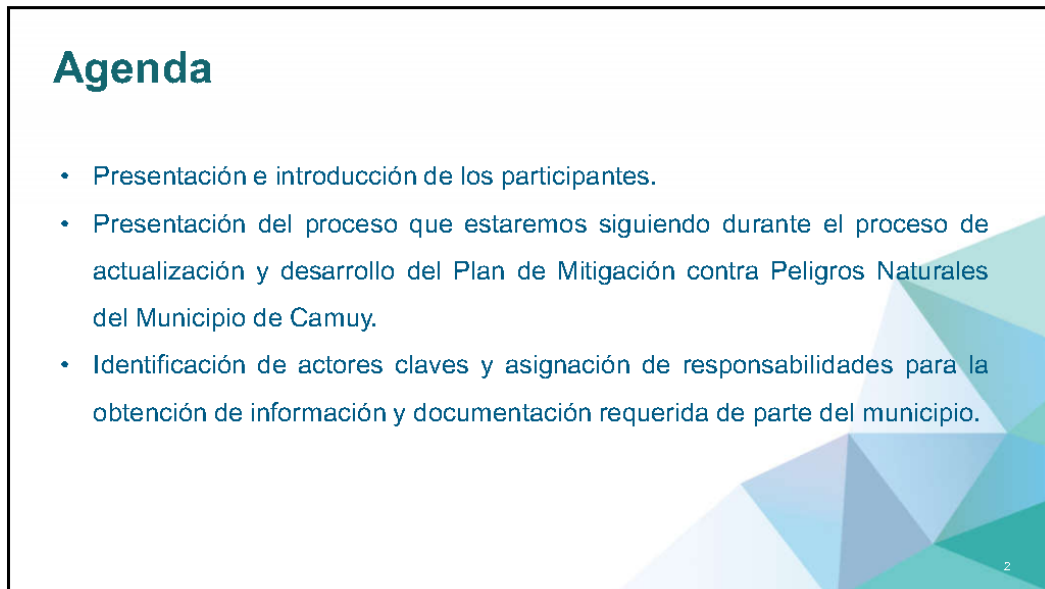 Agenda
• Presentación e introducción de los participantes.
• Presentación del proceso que estaremos siguiendo durante el proceso de
actualización y desarrollo del Plan de Mitigación contra Peligros Naturales
del Municipio de Camuy.
• Identificación de actores claves y asignación de responsabilidades para la
obtención de información y documentación requerida de parte del municipio.
2